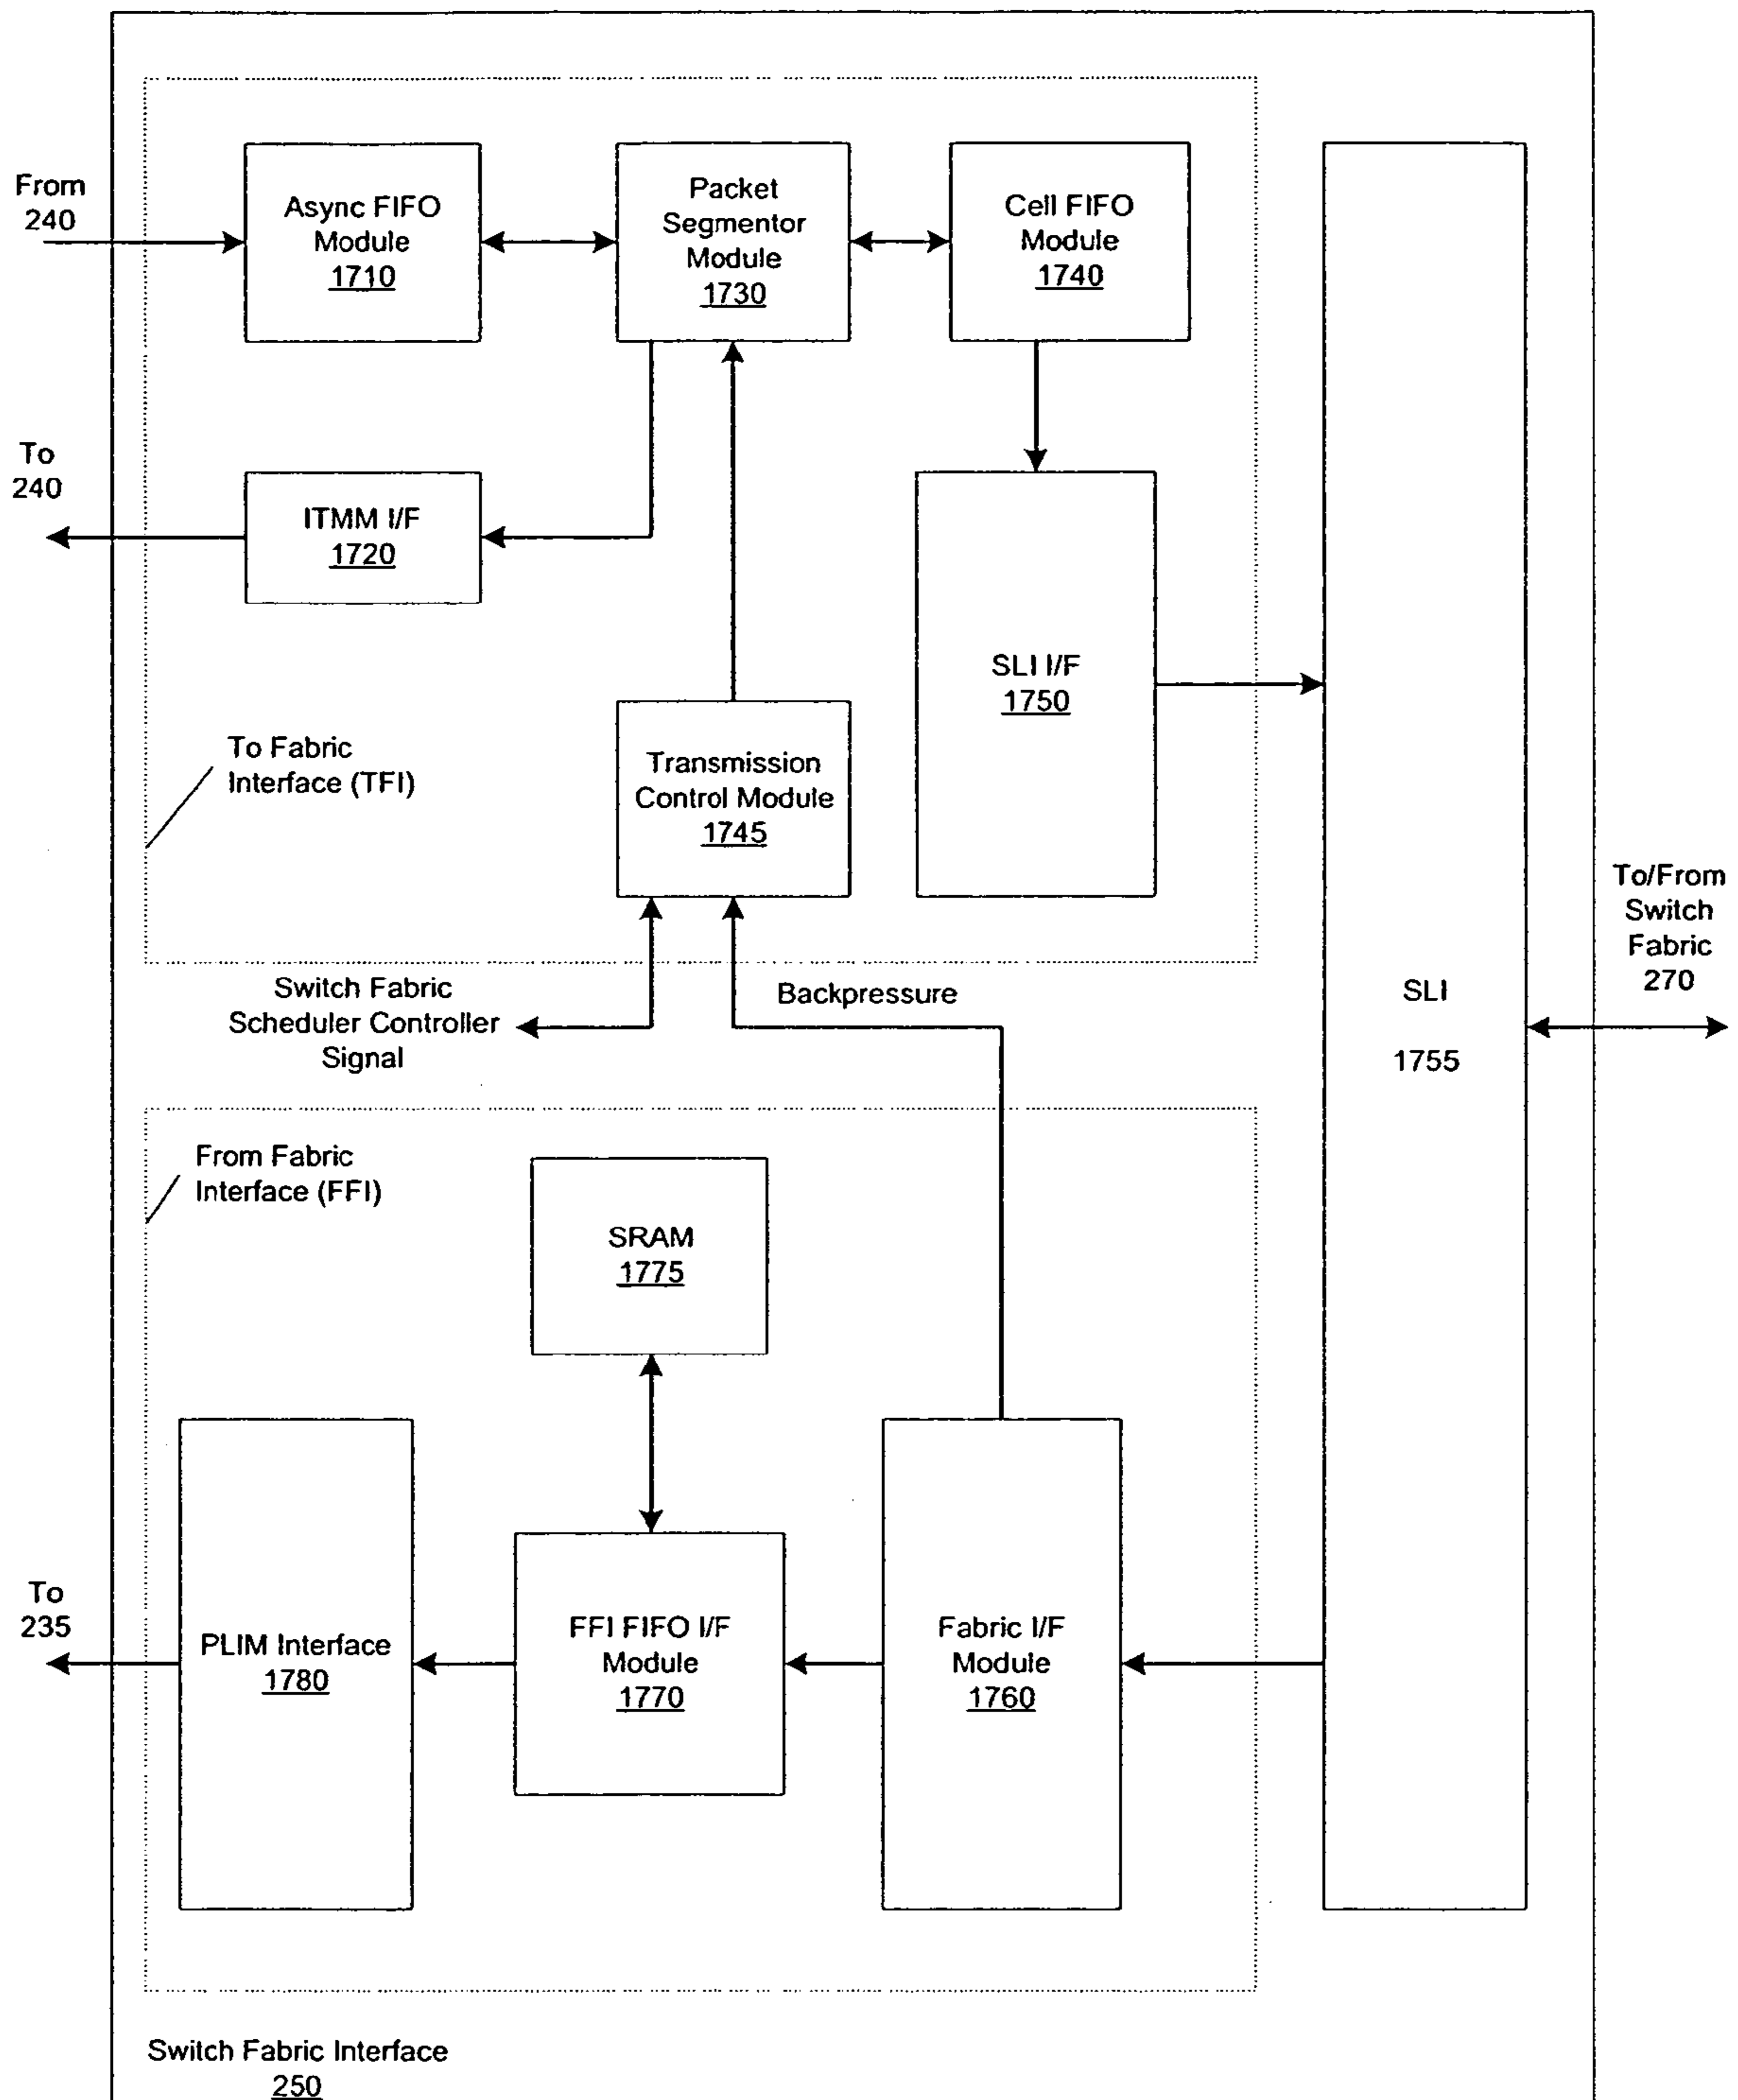 From
240
Async FIFO
Module
1710
Packet
Segmentor
Module
1730
Cell FIFO
Module
1740
To
240
ITMM I/F
1720
SLI I/F
1750
To Fabric
Interface (TFI)
Transmission
Control Module
1745
To/From
Switch
Fabric
270
Switch Fabric
Scheduler Controller
Signal
Backpressure
SLI
1755
From Fabric
Interface (FFI)
SRAM
1775
To
235
PLIM Interface
1780
FFI FIFO I/F
Module
1770
Fabric I/F
Module
1760
Switch Fabric Interface
250